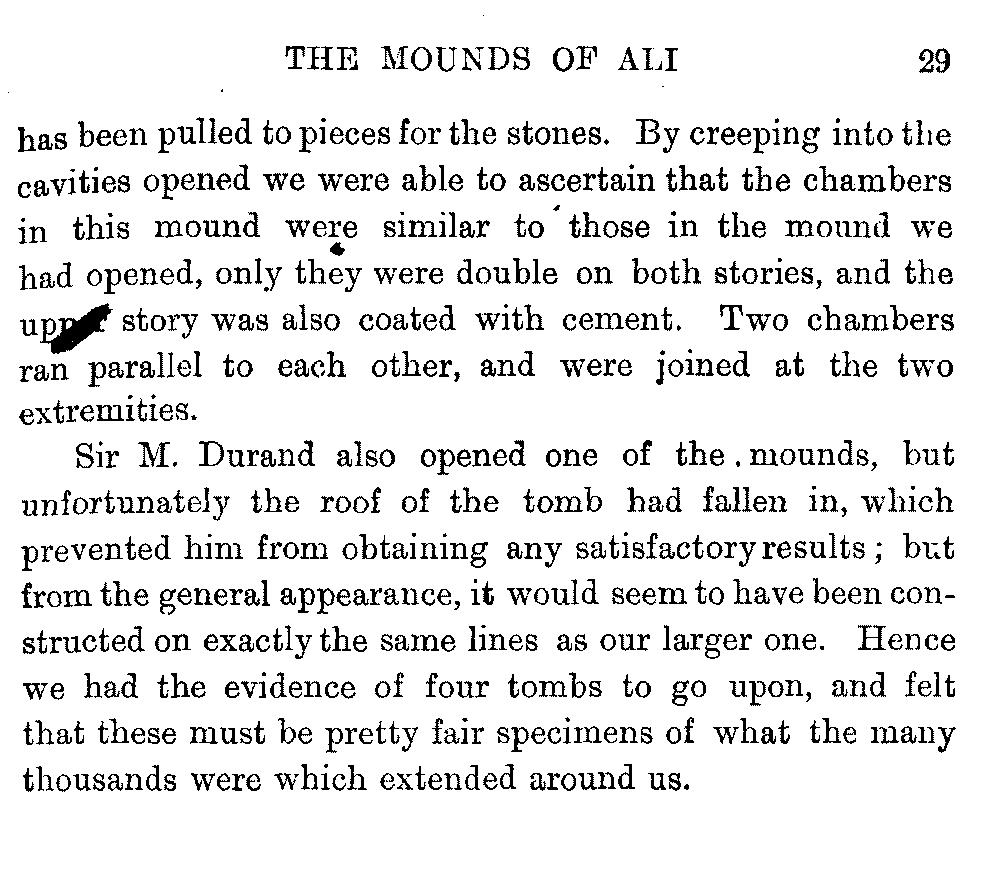 THE MOUNDS OF ALI 29
has been pulled to pieces for the stones. By creeping into the
cavities opened we were able to ascertain that the chambers
in this mound were similar to those in the mound we
had opened, only they were double on both stories, and the
upper story was also coated with cement. Two chambers
ran parallel to each other, and were joined at the two
extremities.
Sir M. Durand also opened one of the mounds, but
unfortunately the roof of the tomb had fallen in, which
prevented him from obtaining any satisfactory results; but
from the general appearance, it would seem to have been con-
structed on exactly the same lines as our larger one. Hence
we had the evidence of four tombs to go upon, and felt
that these must be pretty fair specimens of what the many
thousands were which extended around us.